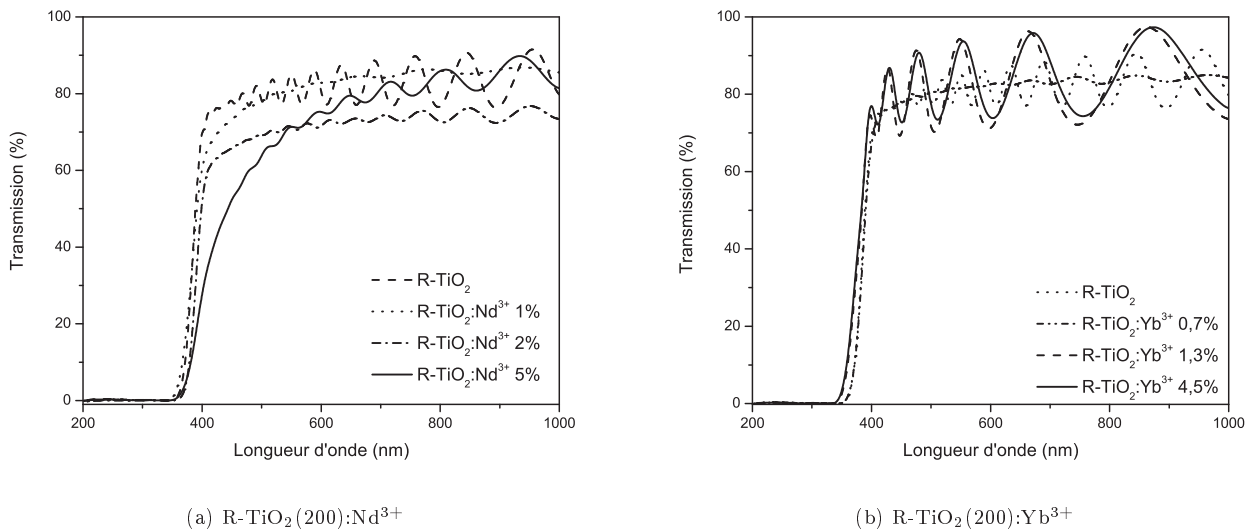 100
80
60
40
20
0
Transmission (%)
200 400 600 800 1000
Longueur d'onde (nm)
R-TiO₂
R-TiO₂:Nd³⁺ 1%
R-TiO₂:Nd³⁺ 2%
R-TiO₂:Nd³⁺ 5%
(a) R-TiO₂(200):Nd³⁺
100
80
60
40
20
0
Transmission (%)
200 400 600 800 1000
Longueur d'onde (nm)
R-TiO₂
R-TiO₂:Yb³⁺ 0,7%
R-TiO₂:Yb³⁺ 1,3%
R-TiO₂:Yb³⁺ 4,5%
(b) R-TiO₂(200):Yb³⁺